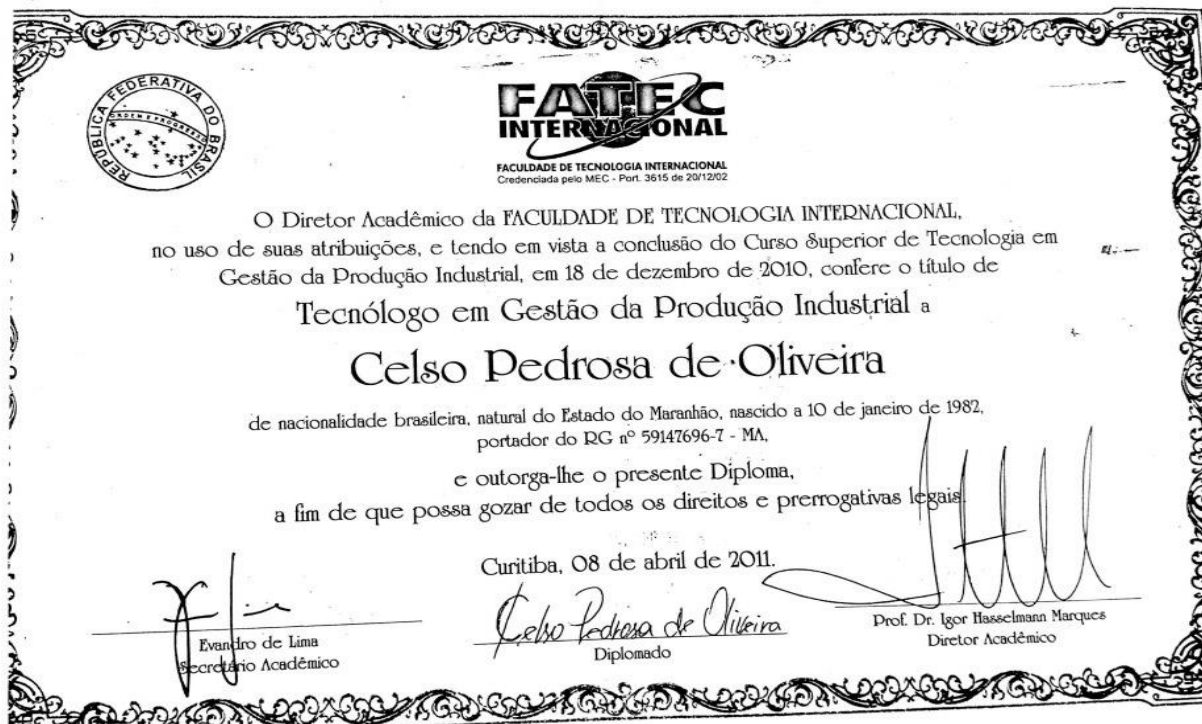 REPÚBLICA FEDERATIVA DO BRASIL
ORDEM E PROGRESSO
FATEC
INTERNACIONAL
FACULDADE DE TECNOLOGIA INTERNACIONAL
Credenciada pelo MEC - Port. 3615 de 20/12/02
O Diretor Acadêmico da FACULDADE DE TECNOLOGIA INTERNACIONAL,
no uso de suas atribuições, e tendo em vista a conclusão do Curso Superior de Tecnologia em
Gestão da Produção Industrial, em 18 de dezembro de 2010, confere o título de
Tecnólogo em Gestão da Produção Industrial a
Celso Pedrosa de Oliveira
de nacionalidade brasileira, natural do Estado do Maranhão, nascido a 10 de janeiro de 1982,
portador do RG nº 59147696-7 - MA,
e outorga-lhe o presente Diploma,
a fim de que possa gozar de todos os direitos e prerrogativas legais.
Curitiba, 08 de abril de 2011.
Celso Pedrosa de Oliveira
Evandro de Lima
Secretário Acadêmico
Diplomado
Prof. Dr. Igor Hasselmann Marques
Diretor Acadêmico